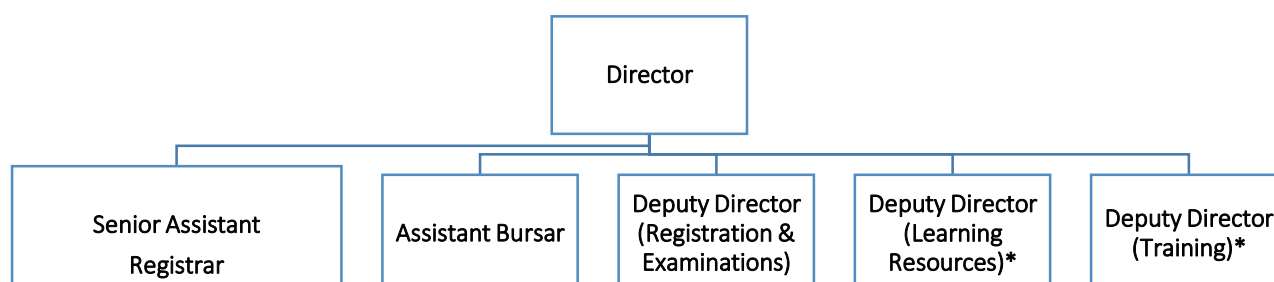 Director
Senior Assistant
Registrar
Assistant Bursar
Deputy Director
(Registration &
Examinations)
Deputy Director
(Learning
Resources)*
Deputy Director
(Training)*